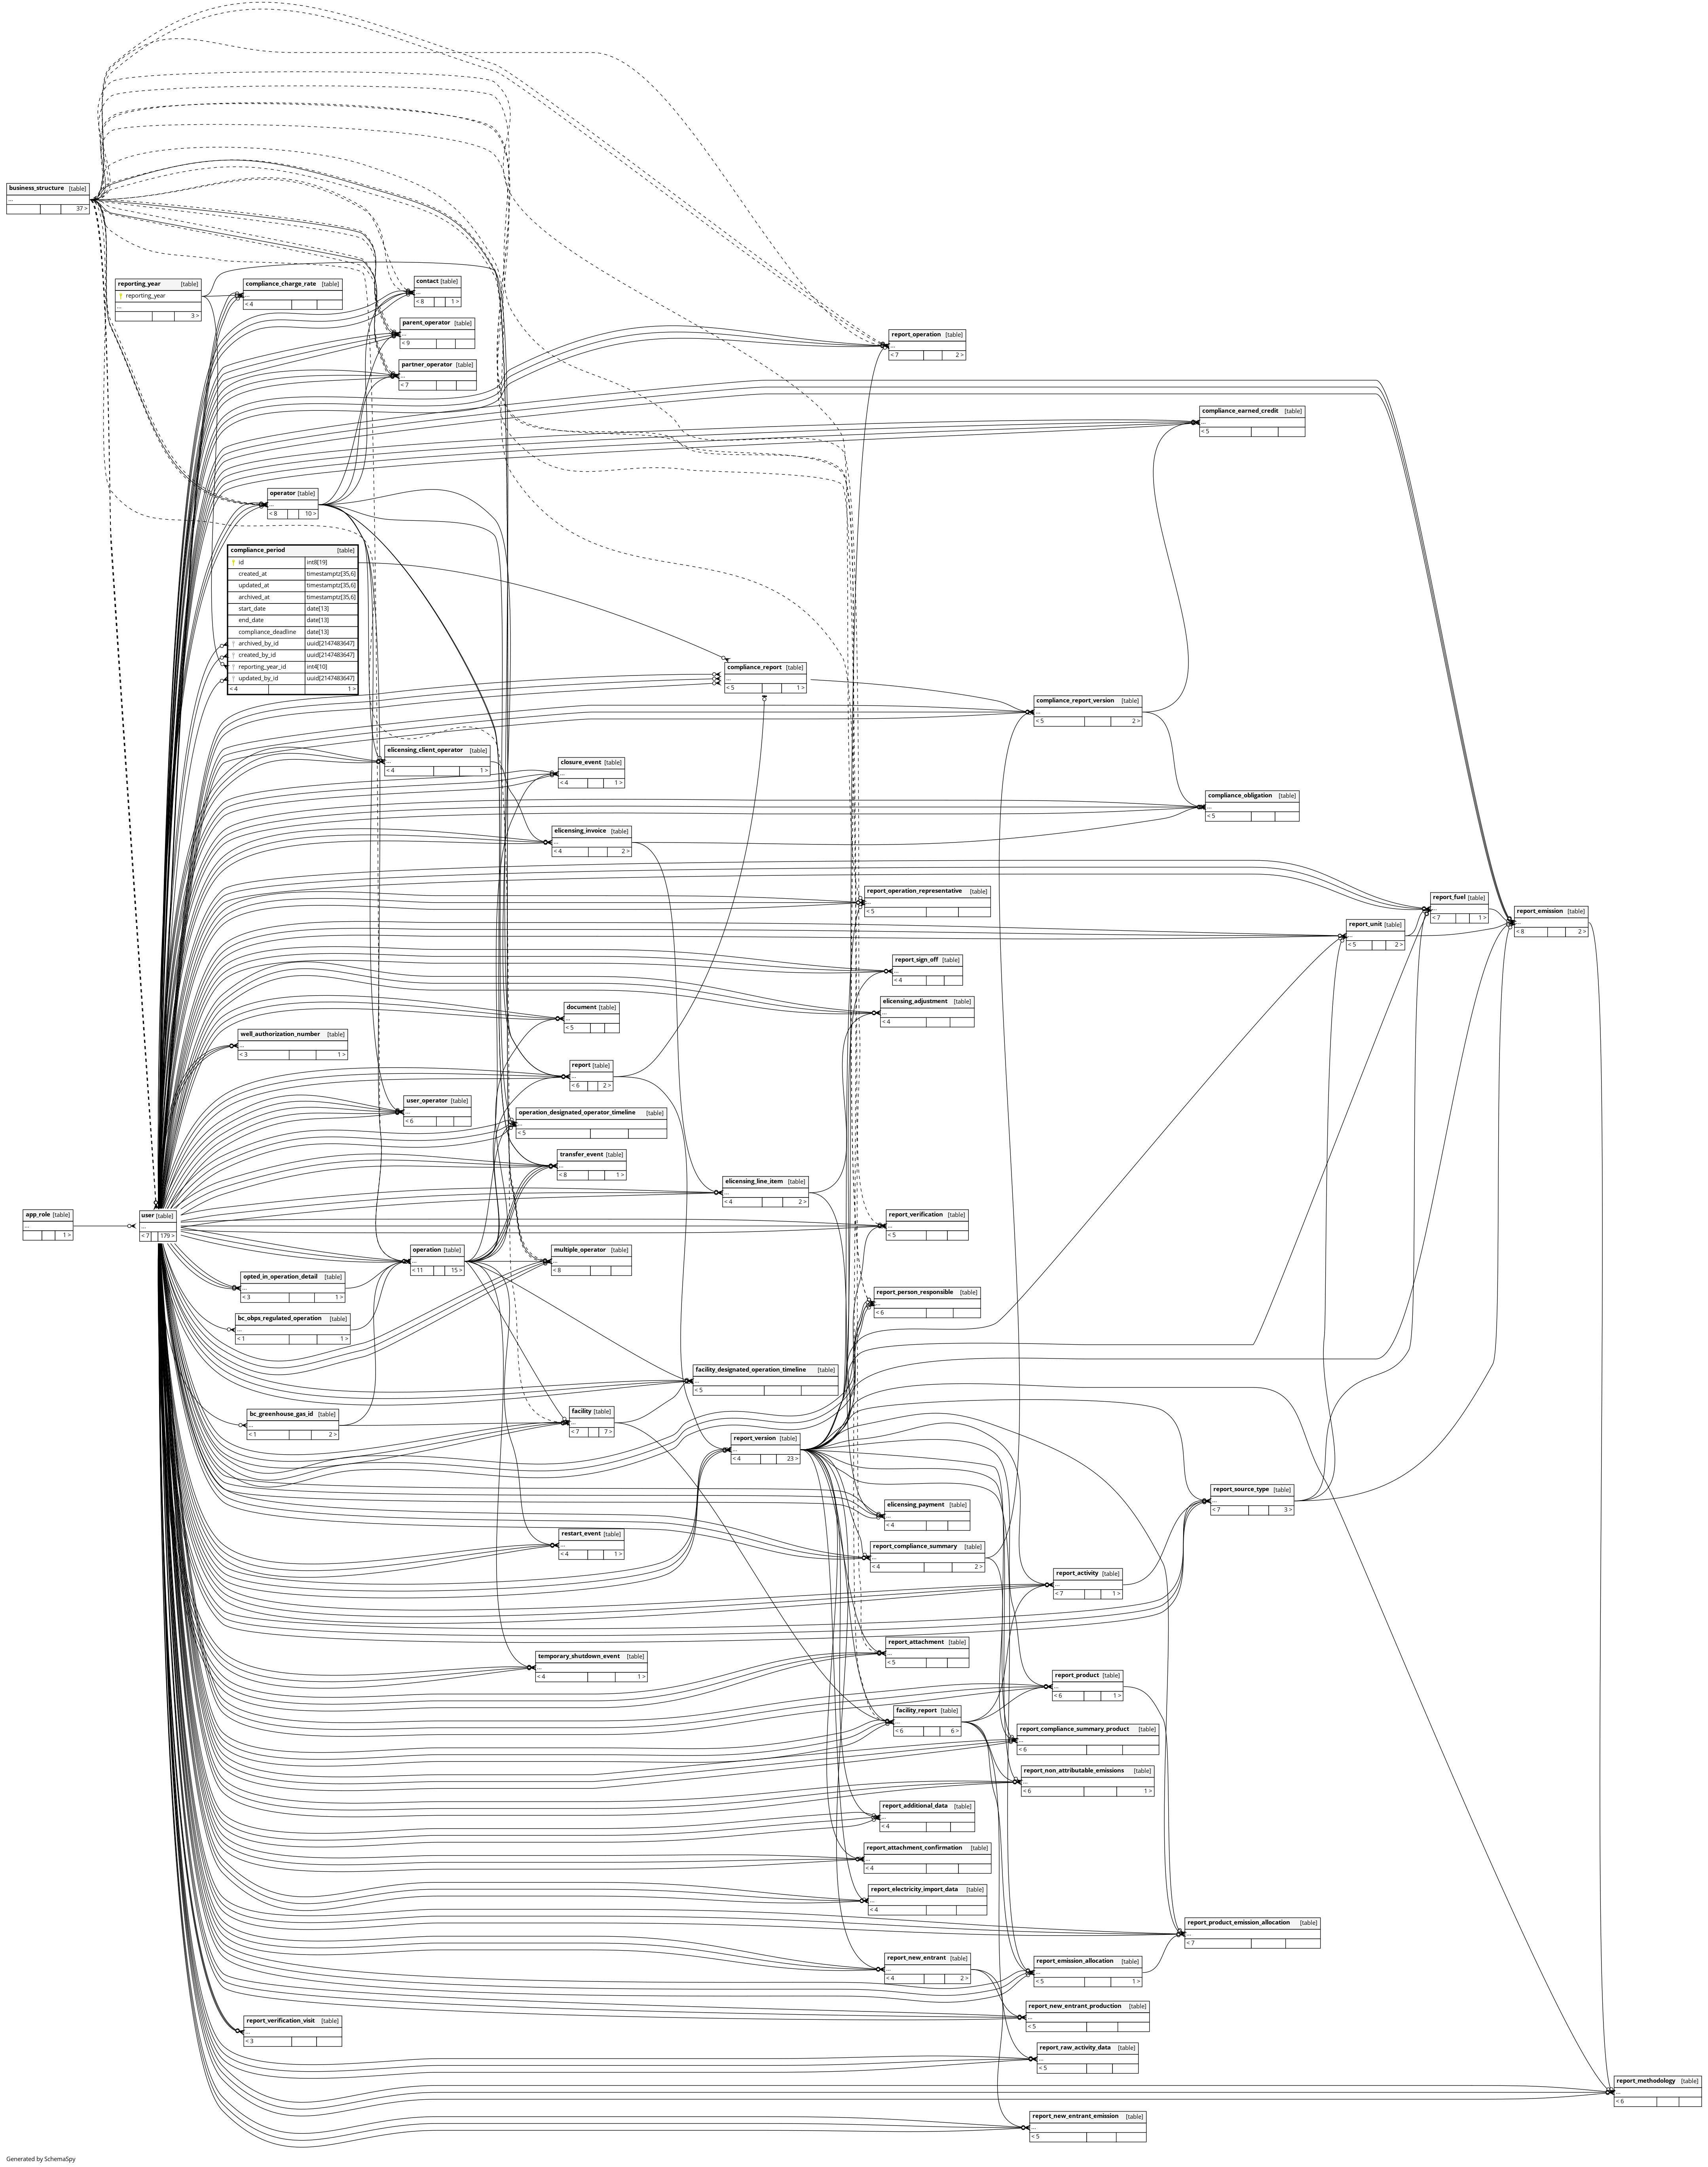 business_structure [table]
...
37 >
reporting_year [table]
reporting_year
...
3 >
compliance_charge_rate [table]
...
< 4
contact [table]
...
< 8 1 >
parent_operator [table]
...
< 9
partner_operator [table]
...
< 7
report_operation [table]
...
< 7 2 >
compliance_earned_credit [table]
...
< 5
operator [table]
...
< 8 10 >
compliance_period [table]
id int8[19]
created_at timestamptz[35,6]
updated_at timestamptz[35,6]
archived_at timestamptz[35,6]
start_date date[13]
end_date date[13]
compliance_deadline date[13]
archived_by_id uuid[2147483647]
created_by_id uuid[2147483647]
reporting_year_id int4[10]
updated_by_id uuid[2147483647]
< 4 1 >
compliance_report [table]
...
< 5 1 >
compliance_report_version [table]
...
< 5 2 >
elicensing_client_operator [table]
...
< 4 1 >
closure_event [table]
...
< 4 1 >
compliance_obligation [table]
...
< 5
elicensing_invoice [table]
...
< 4 2 >
report_operation_representative [table]
...
< 5
report_fuel [table]
...
< 7 1 >
report_emission [table]
...
< 8 2 >
report_unit [table]
...
< 5 2 >
report_sign_off [table]
...
< 4
elicensing_adjustment [table]
...
< 4
document [table]
...
< 5
well_authorization_number [table]
...
< 3 1 >
report [table]
...
< 6 2 >
user_operator [table]
...
< 6
operation_designated_operator_timeline [table]
...
< 5
transfer_event [table]
...
< 8 1 >
elicensing_line_item [table]
...
< 4 2 >
app_role [table]
...
1 >
user [table]
...
< 7 179 >
report_verification [table]
...
< 5
operation [table]
...
< 11 15 >
multiple_operator [table]
...
< 8
opted_in_operation_detail [table]
...
< 3 1 >
report_person_responsible [table]
...
< 6
bc_obps_regulated_operation [table]
...
< 1 1 >
facility_designated_operation_timeline [table]
...
< 5
bc_greenhouse_gas_id [table]
...
< 1 2 >
facility [table]
...
< 7 7 >
report_version [table]
...
< 4 23 >
report_source_type [table]
...
< 7 3 >
elicensing_payment [table]
...
< 4
restart_event [table]
...
< 4 1 >
report_compliance_summary [table]
...
< 4 2 >
report_activity [table]
...
< 7 1 >
report_attachment [table]
...
< 5
temporary_shutdown_event [table]
...
< 4 1 >
report_product [table]
...
< 6 1 >
facility_report [table]
...
< 6 6 >
report_compliance_summary_product [table]
...
< 6
report_non_attributable_emissions [table]
...
< 6 1 >
report_additional_data [table]
...
< 4
report_attachment_confirmation [table]
...
< 4
report_electricity_import_data [table]
...
< 4
report_product_emission_allocation [table]
...
< 7
report_new_entrant [table]
...
< 4 2 >
report_emission_allocation [table]
...
< 5 1 >
report_new_entrant_production [table]
...
< 5
report_verification_visit [table]
...
< 3
report_raw_activity_data [table]
...
< 5
report_methodology [table]
...
< 6
report_new_entrant_emission [table]
...
< 5
Generated by SchemaSpy